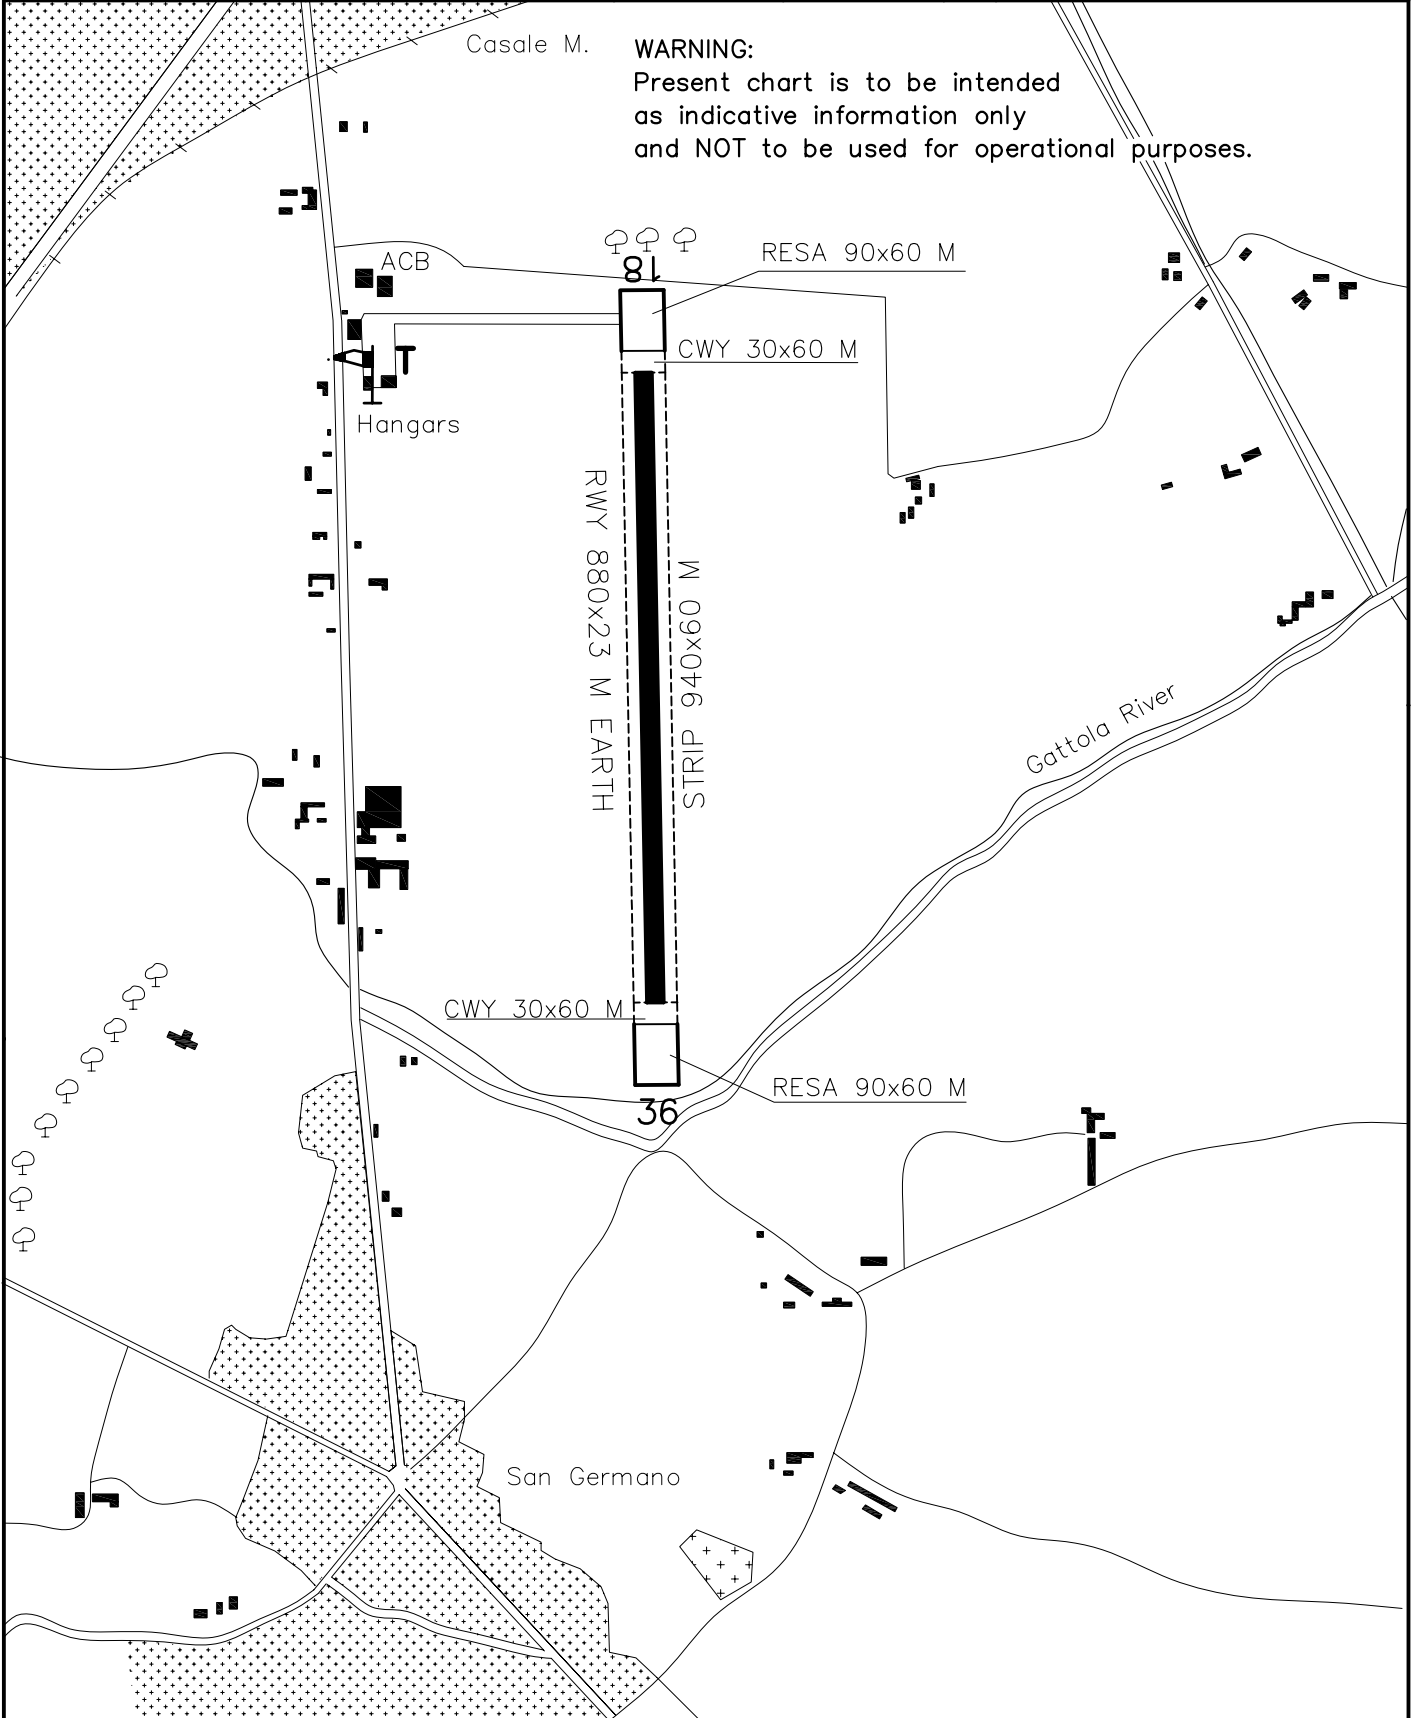 Casale M.
WARNING:
Present chart is to be intended
as indicative information only
and NOT to be used for operational purposes.
ACB
18
RESA 90x60 M
CWY 30x60 M
T
Hangars
RWY 880x23 M EARTH
STRIP 940x60 M
Gattola River
CWY 30x60 M
RESA 90x60 M
36
San Germano